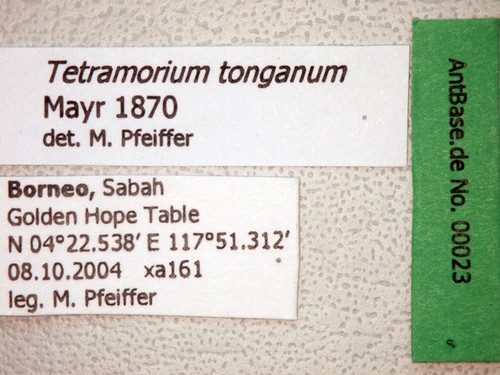 Tetramorium tonganum
Mayr 1870
det. M. Pfeiffer
Borneo, Sabah
Golden Hope Table
N 04°22.538' E 117°51.312'
08.10.2004 xa161
leg. M. Pfeiffer
AntBase.de No. 00023